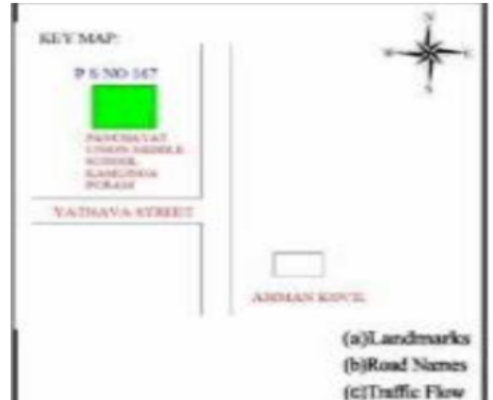 KEY MAP:
N
P S NO 167
S
PANCHAYAT
UNION MIDDLE
SCHOOL
YATHAVA STREET
AMMAN KOVIL
(a)Landmarks
(b)Road Names
(c)Traffic Flow